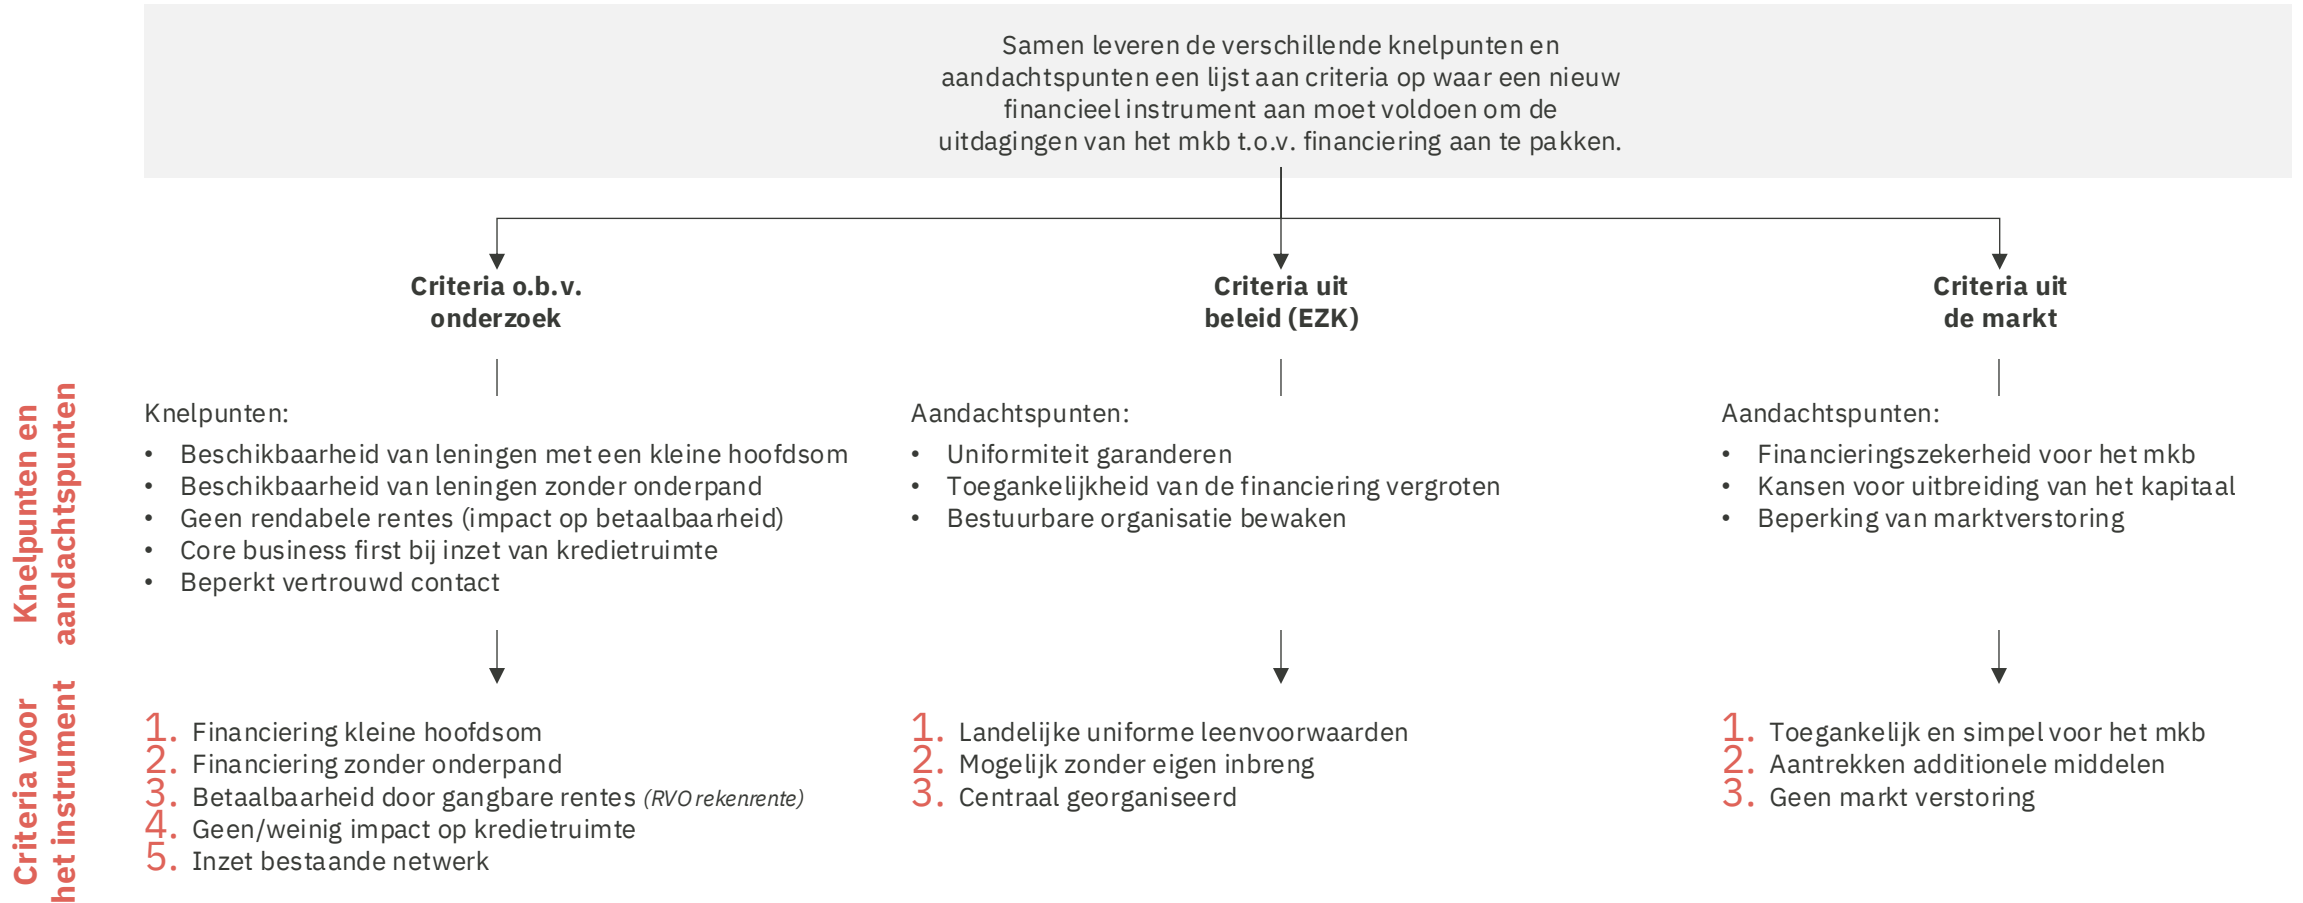 Samen leveren de verschillende knelpunten en
aandachtspunten een lijst aan criteria op waar een nieuw
financieel instrument aan moet voldoen om de
uitdagingen van het mkb t.o.v. financiering aan te pakken.
Criteria o.b.v.
onderzoek
Criteria uit
beleid (EZK)
Criteria uit
de markt
Knelpunten en
aandachtspunten
Knelpunten:
• Beschikbaarheid van leningen met een kleine hoofdsom
• Beschikbaarheid van leningen zonder onderpand
• Geen rendabele rentes (impact op betaalbaarheid)
• Core business first bij inzet van kredietruimte
• Beperkt vertrouwd contact
Aandachtspunten:
• Uniformiteit garanderen
• Toegankelijkheid van de financiering vergroten
• Bestuurbare organisatie bewaken
Aandachtspunten:
• Financieringszekerheid voor het mkb
• Kansen voor uitbreiding van het kapitaal
• Beperking van marktverstoring
Criteria voor
het instrument
1. Financiering kleine hoofdsom
2. Financiering zonder onderpand
3. Betaalbaarheid door gangbare rentes (RVO rekenrente)
4. Geen/weinig impact op kredietruimte
5. Inzet bestaande netwerk
1. Landelijke uniforme leenvoorwaarden
2. Mogelijk zonder eigen inbreng
3. Centraal georganiseerd
1. Toegankelijk en simpel voor het mkb
2. Aantrekken additionele middelen
3. Geen markt verstoring